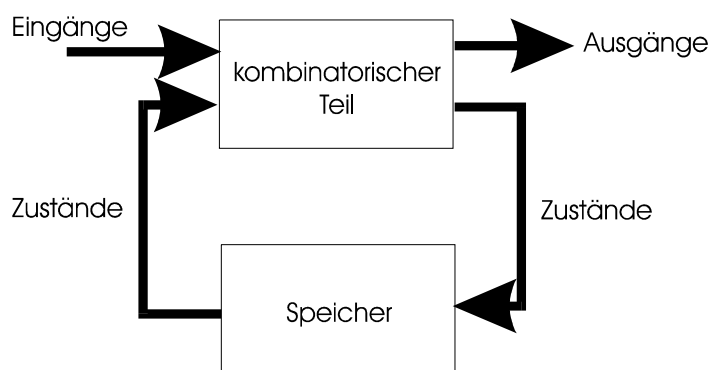 Eingänge
Ausgänge
kombinatorischer
Teil
Zustände
Zustände
Speicher